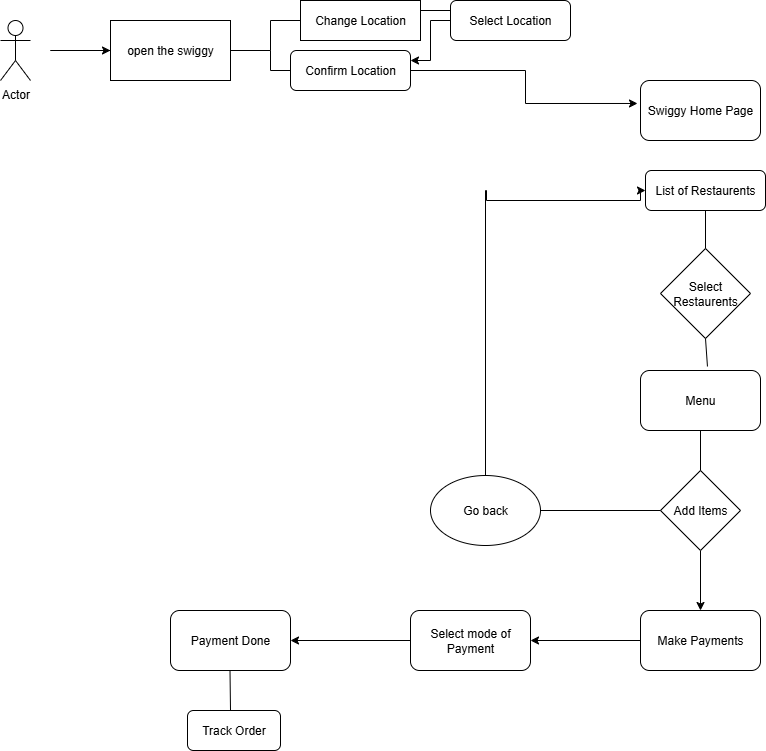 Actor
open the swiggy
Change Location
Select Location
Confirm Location
Swiggy Home Page
List of Restaurents
Select
Restaurents
Menu
Go back
Add Items
Payment Done
Select mode of
Payment
Make Payments
Track Order